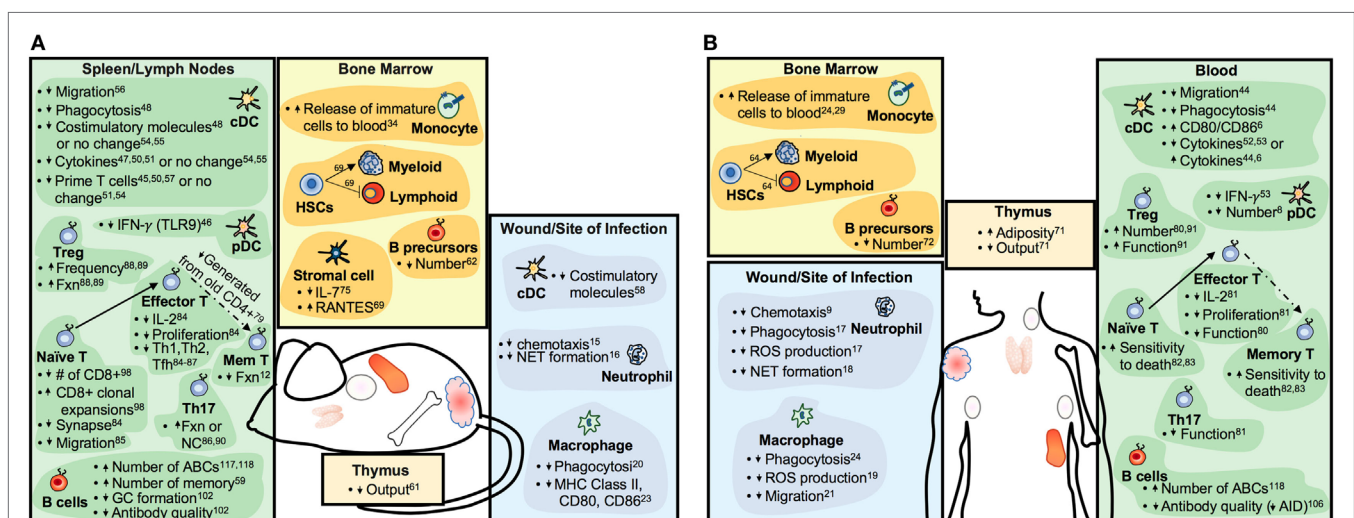 A
Spleen/Lymph Nodes
• ↓ Migration56
• ↓ Phagocytosis48
• ↓ Costimulatory molecules48
or no change54,55
• ↓ Cytokines47,50,51 or no change54,55
• ↓ Prime T cells45,50,57 or no
change51,54
cDC
• ↓ IFN-γ (TLR9)46
pDC
Treg
• ↑ Frequency88,89
• ↑ Fxn88,89
↓Generated
from old CD4+79
Effector T
• ↓ IL-284
• ↓ Proliferation84
• ↓ Th1,Th2,
Tfh84-87
Naïve T
• ↓ # of CD8+98
• ↑ CD8+ clonal
expansions98
• ↓ Synapse84
• ↓ Migration85
Mem T
• ↓ Fxn12
Th17
• ↑Fxn or
NC86,90
B cells
• ↑ Number of ABCs117,118
• ↑ Number of memory59
• ↓ GC formation102
• ↓ Antibody quality102
Bone Marrow
• ↑ Release of immature
cells to blood34
Monocyte
HSCs
69
69
Myeloid
Lymphoid
B precursors
• ↓ Number62
Stromal cell
• ↓ IL-775
• ↑ RANTES69
Thymus
• ↓ Output61
Wound/Site of Infection
cDC
• ↓ Costimulatory
molecules58
• ↓ chemotaxis15
• ↓ NET formation16
Neutrophil
Macrophage
• ↓ Phagocytosi20
• ↓ MHC Class II,
CD80, CD8623
B
Bone Marrow
• ↑ Release of immature
cells to blood24,29
Monocyte
HSCs
64
64
Myeloid
Lymphoid
B precursors
• ↓ Number72
Wound/Site of Infection
• ↓ Chemotaxis9
• ↓ Phagocytosis17
• ↓ ROS production17
• ↓ NET formation18
Neutrophil
Macrophage
• ↓ Phagocytosis24
• ↓ ROS production19
• ↓ Migration21
Thymus
• ↑ Adiposity71
• ↓ Output71
Blood
cDC
• ↓ Migration44
• ↓ Phagocytosis44
• ↑ CD80/CD866
• ↓ Cytokines52,53 or
↑ Cytokines44,6
• ↓ IFN-γ53
• ↓ Number8
pDC
Treg
• ↑ Number80,91
• ↑ Function91
Effector T
• ↓ IL-281
• ↓ Proliferation81
• ↓ Function80
Naïve T
• ↑ Sensitivity
to death82,83
Memory T
• ↑ Sensitivity to
death82,83
Th17
• ↓ Function81
B cells
• ↑ Number of ABCs118
• ↓ Antibody quality (↓ AID)106